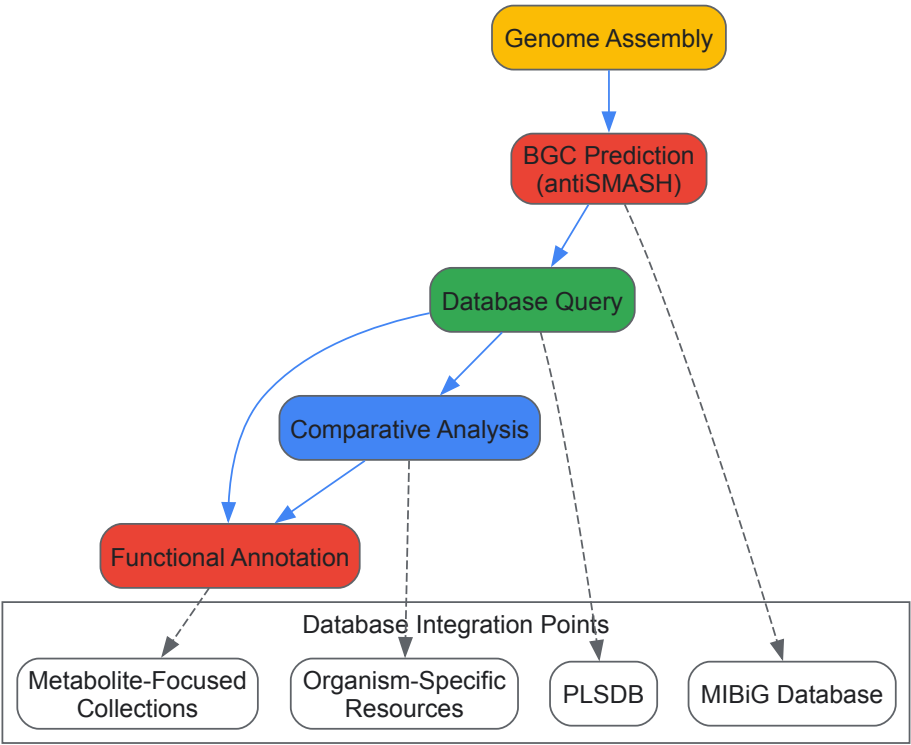 Genome Assembly
BGC Prediction
(antiSMASH)
Database Query
Comparative Analysis
Functional Annotation
Database Integration Points
Metabolite-Focused
Collections
Organism-Specific
Resources
PLSDB
MIBiG Database